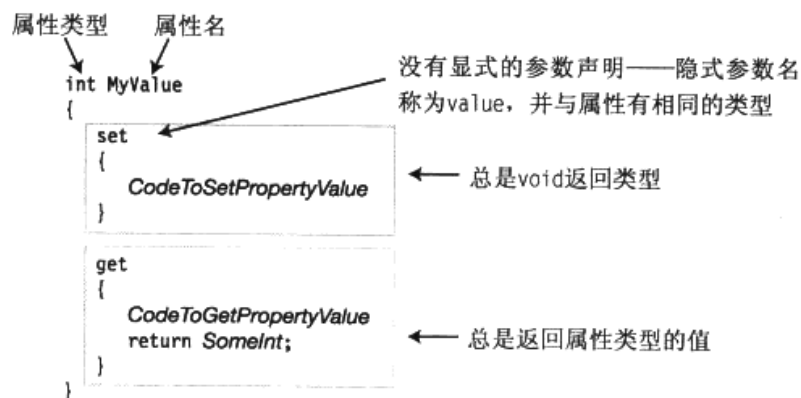 属性类型 属性名
int MyValue
没有显式的参数声明——隐式参数名
称为value，并与属性有相同的类型
{
set
{
CodeToSetPropertyValue
}
总是void返回类型
get
{
CodeToGetPropertyValue
return SomeInt;
}
总是返回属性类型的值
}